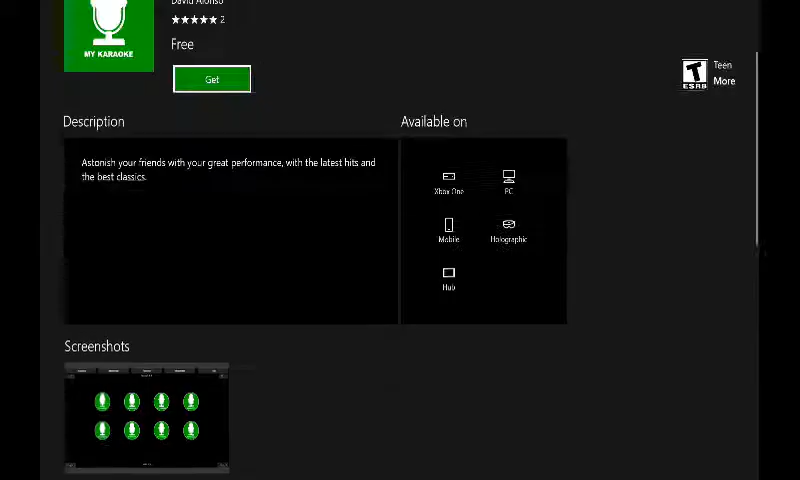 David Alonso
★★★★★ 2
MY KARAOKE
Free
Get
T
ESRB
Teen
More
Description
Available on
Astonish your friends with your great performance, with the latest hits and
the best classics.
Xbox One
PC
Mobile
Holographic
Hub
Screenshots